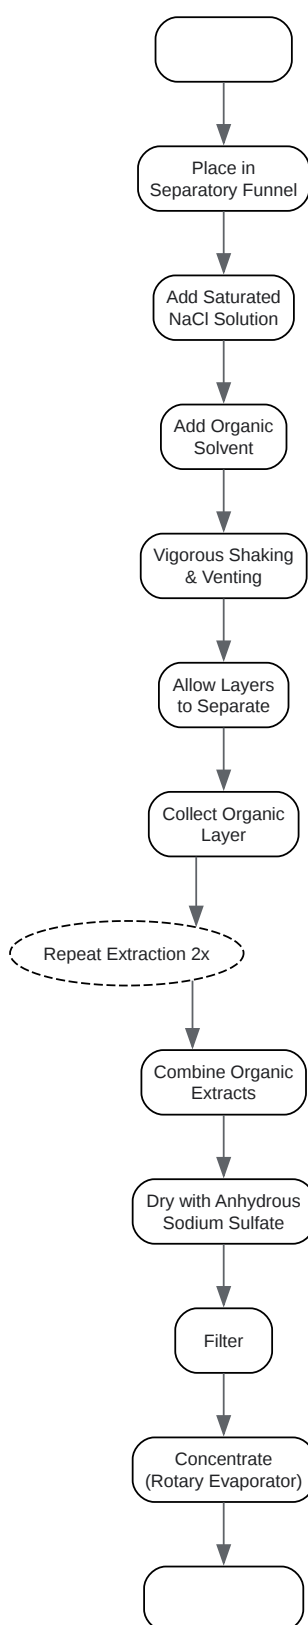 Place in
Separatory Funnel
Add Saturated
NaCl Solution
Add Organic
Solvent
Vigorous Shaking
& Venting
Allow Layers
to Separate
Collect Organic
Layer
Repeat Extraction 2x
Combine Organic
Extracts
Dry with Anhydrous
Sodium Sulfate
Filter
Concentrate
(Rotary Evaporator)